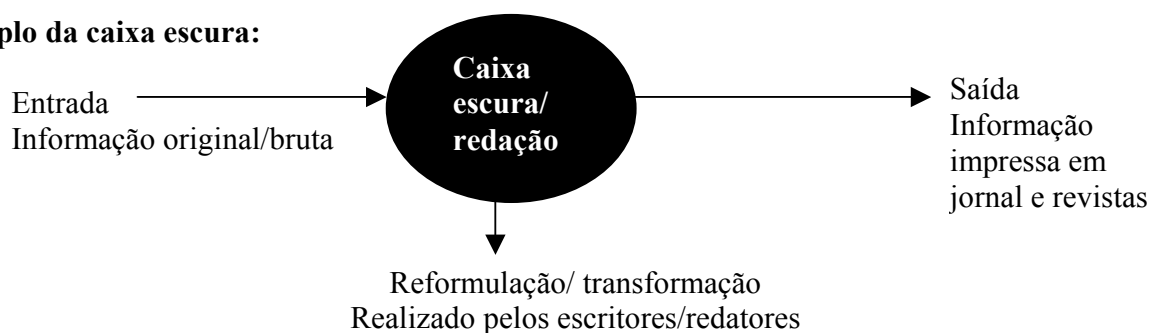 plo da caixa escura:
Entrada
Informação original/bruta
Caixa
escura/
redação
Saída
Informação
impressa em
jornal e revistas
Reformulação/ transformação
Realizado pelos escritores/redatores